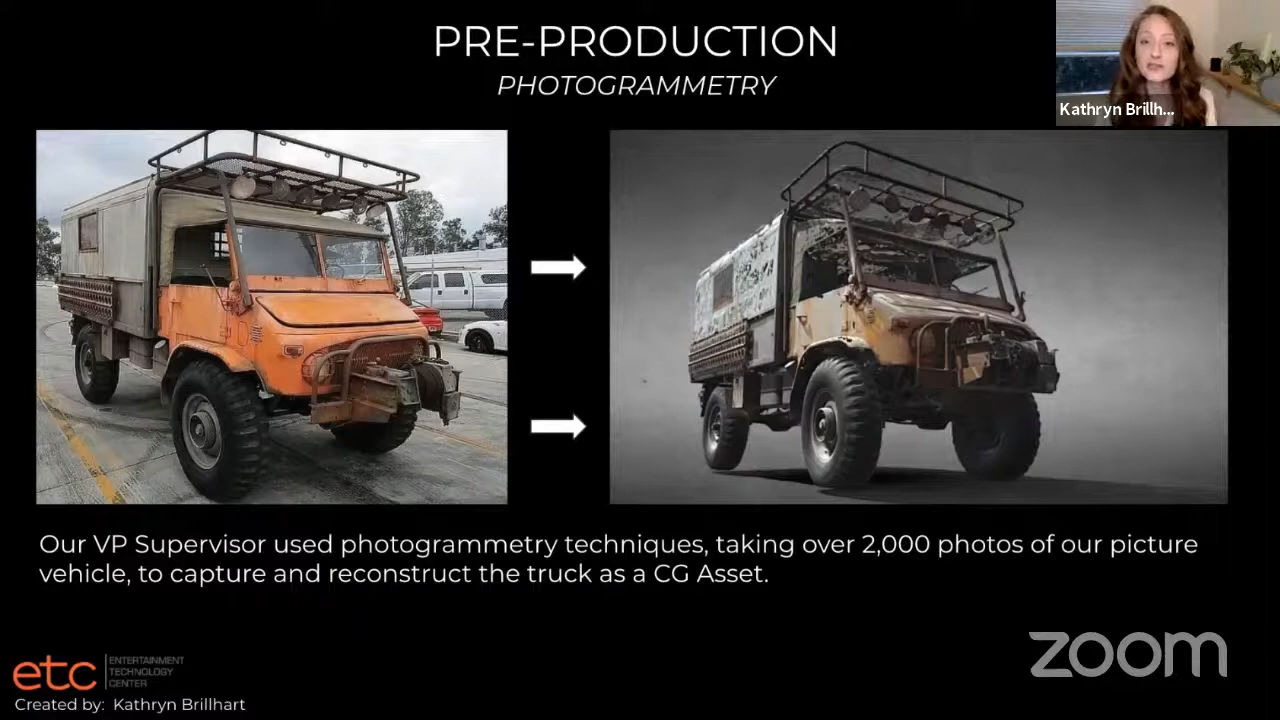 PRE-PRODUCTION
PHOTOGRAMMETRY
Kathryn Brillh...
Our VP Supervisor used photogrammetry techniques, taking over 2,000 photos of our picture
vehicle, to capture and reconstruct the truck as a CG Asset.
zoom
etc
ENTERTAINMENT
TECHNOLOGY
CENTER
Created by: Kathryn Brillhart